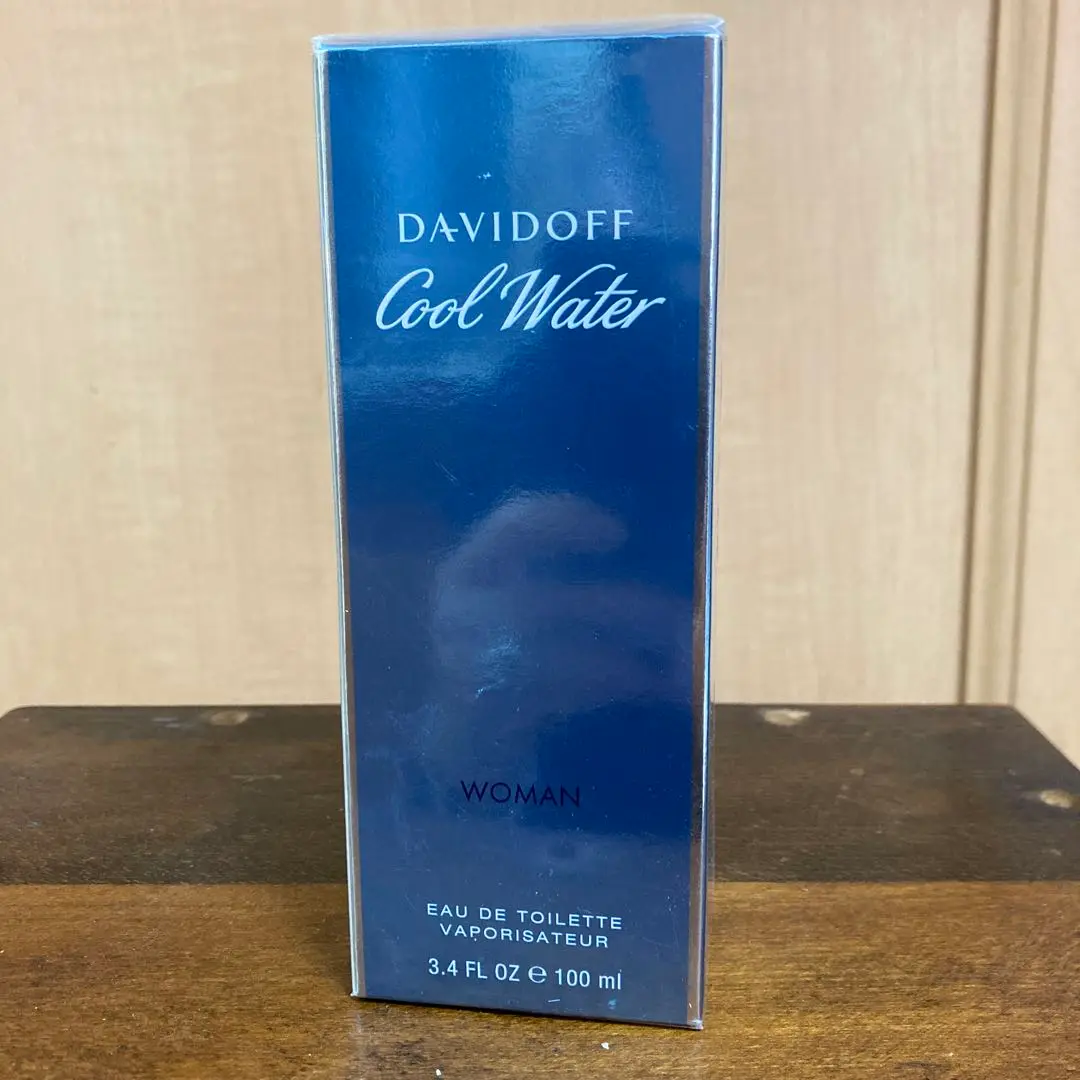 DAVIDOFF
Cool Water
WOMAN
EAU DE TOILETTE
VAPORISATEUR
3.4 FL OZ ℮ 100 ml